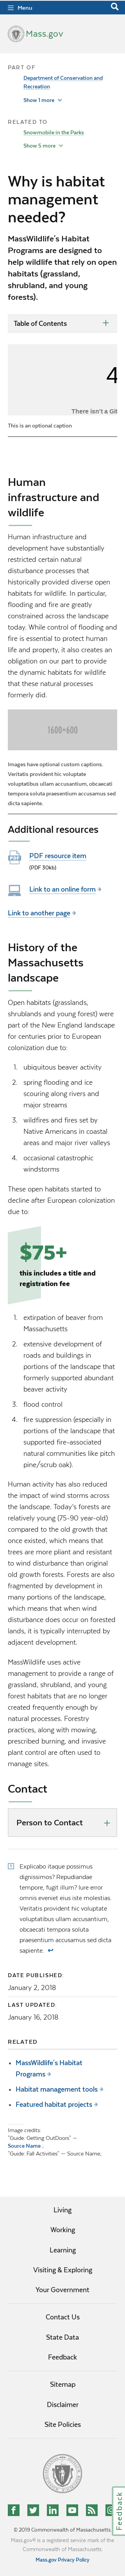 Menu
Mass.gov
PART OF
Department of Conservation and
Recreation
Show 1 more
RELATED TO
Snowmobile in the Parks
Show 5 more
Why is habitat
management
needed?
MassWildlife's Habitat
Programs are designed to
help wildlife that rely on open
habitats (grassland,
shrubland, and young
forests).
Table of Contents
4
There isn't a Git
This is an optional caption
Human
infrastructure and
wildlife
Human infrastructure and
development have substantially
restricted certain natural
disturbance processes that
historically provided diverse open
habitats for wildlife. In particular,
flooding and fire are greatly
constrained across the landscape
today. While control of flooding and
fire is essential to protect human
life and property, it creates an
obligation on our part to provide
the dynamic wildlife habitat that
these natural processes
formerly did.
1600×600
Images have optional custom captions.
Veritatis provident hic voluptate
voluptatibus ullam accusantium, obcaecati
tempora soluta praesentium accusamus sed
dicta sapiente.
Additional resources
PDF resource item
(PDF 30kb)
Link to an online form
Link to another page
History of the
Massachusetts
landscape
Open habitats (grasslands,
shrublands, and young forest) were
part of the New England landscape
prior to European
colonization due to:
1. ubiquitous beaver activity
2. spring flooding and ice
scouring along rivers and
major streams
3. wildfires and fires set by
Native Americans in coastal
areas and major river valleys
4. occasional catastrophic
windstorms.
These open habitats started to
decline after European colonization
due to:
$75+
this includes a title and
registration fee
1. extirpation of beaver from
Massachusetts
2. extensive development of
roads and buildings in
portions of the landscape that
formerly supported abundant
beaver activity
3. flood control
4. fire suppression (especially in
portions of the landscape that
supported fire-associated
natural communities like pitch
pine/scrub oak).
Human activity has also reduced
the impact of wind storms across
the landscape. Today's forests are
relatively young (75-90 year-old)
compared to the old growth that
once existed throughout much of
the state, which means that trees
are more pliant and resistant to
windthrow compared to the bigger,
older trees that dominated old
growth forests. Forests are also
fragmented by development in
many portions of the landscape,
which means that when wind
disturbance does occur on forested
lands, it will typically be interrupted
by adjacent development.
MassWildlife uses active
management to provide a range of
grassland, shrubland, and young
forest habitats that are no longer
created frequently enough by
natural processes. Forestry
practices, along with mowing,
prescribed burning, and invasive
plant control are often used to
manage sites.
Contact
Person to Contact
1 Explicabo itaque possimus
dignissimos? Repudiandae
tempore, fugit illum? Iure error
omnis eveniet eius iste molestias.
Veritatis provident hic voluptate
voluptatibus ullam accusantium,
obcaecati tempora soluta
praesentium accusamus sed dicta
sapiente. ↩
DATE PUBLISHED:
January 2, 2018
LAST UPDATED:
January 16, 2018
RELATED
MassWildlife's Habitat
Programs
Habitat management tools
Featured habitat projects
Image credits:
"Guide: Getting OutDoors" —
Source Name ,
"Guide: Fall Activities" — Source Name,
Living
Working
Learning
Visiting & Exploring
Your Government
Contact Us
State Data
Feedback
Sitemap
Disclaimer
Site Policies
© 2019 Commonwealth of Massachusetts.
Mass.gov® is a registered service mark of the
Commonwealth of Massachusetts.
Mass.gov Privacy Policy
Feedback